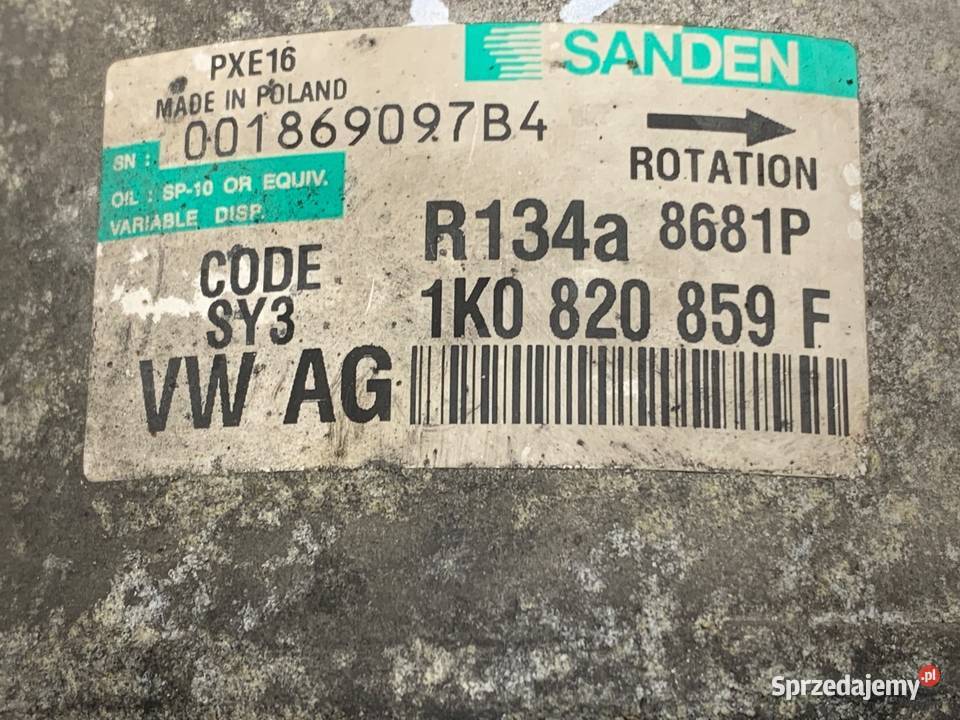 SANDEN
PXE16
MADE IN POLAND
SN : 001869097B4
ROTATION
OIL : SP-10 OR EQUIV.
VARIABLE DISP.
R134a 8681P
CODE
SY3
1K0 820 859 F
VW AG
Sprzedajemy.pl